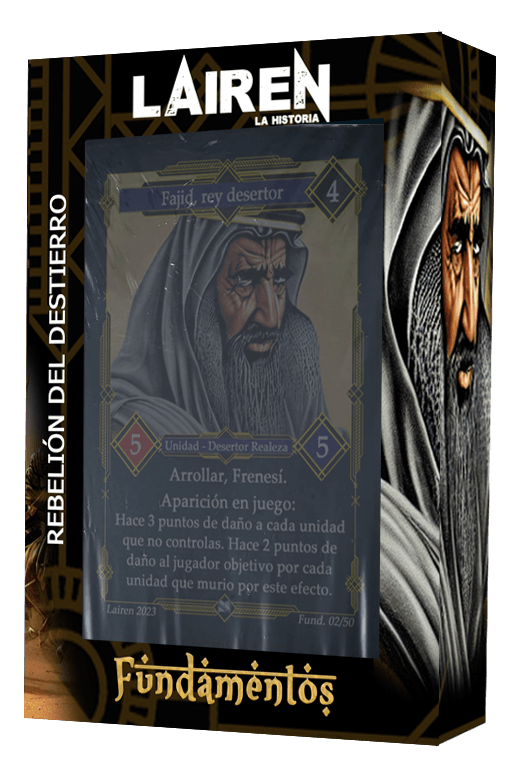 LAIREN
LA HISTORIA
REBELIÓN DEL DESTIERRO
Fajid, rey desertor
4
5
Unidad - Desertor Realeza
5
Arrollar, Frenesí.
Aparición en juego:
Hace 3 puntos de daño a cada unidad
que no controlas. Hace 2 puntos de
daño al jugador objetivo por cada
unidad que murio por este efecto.
Lairen 2023
Fund. 02/50
Fundamentos